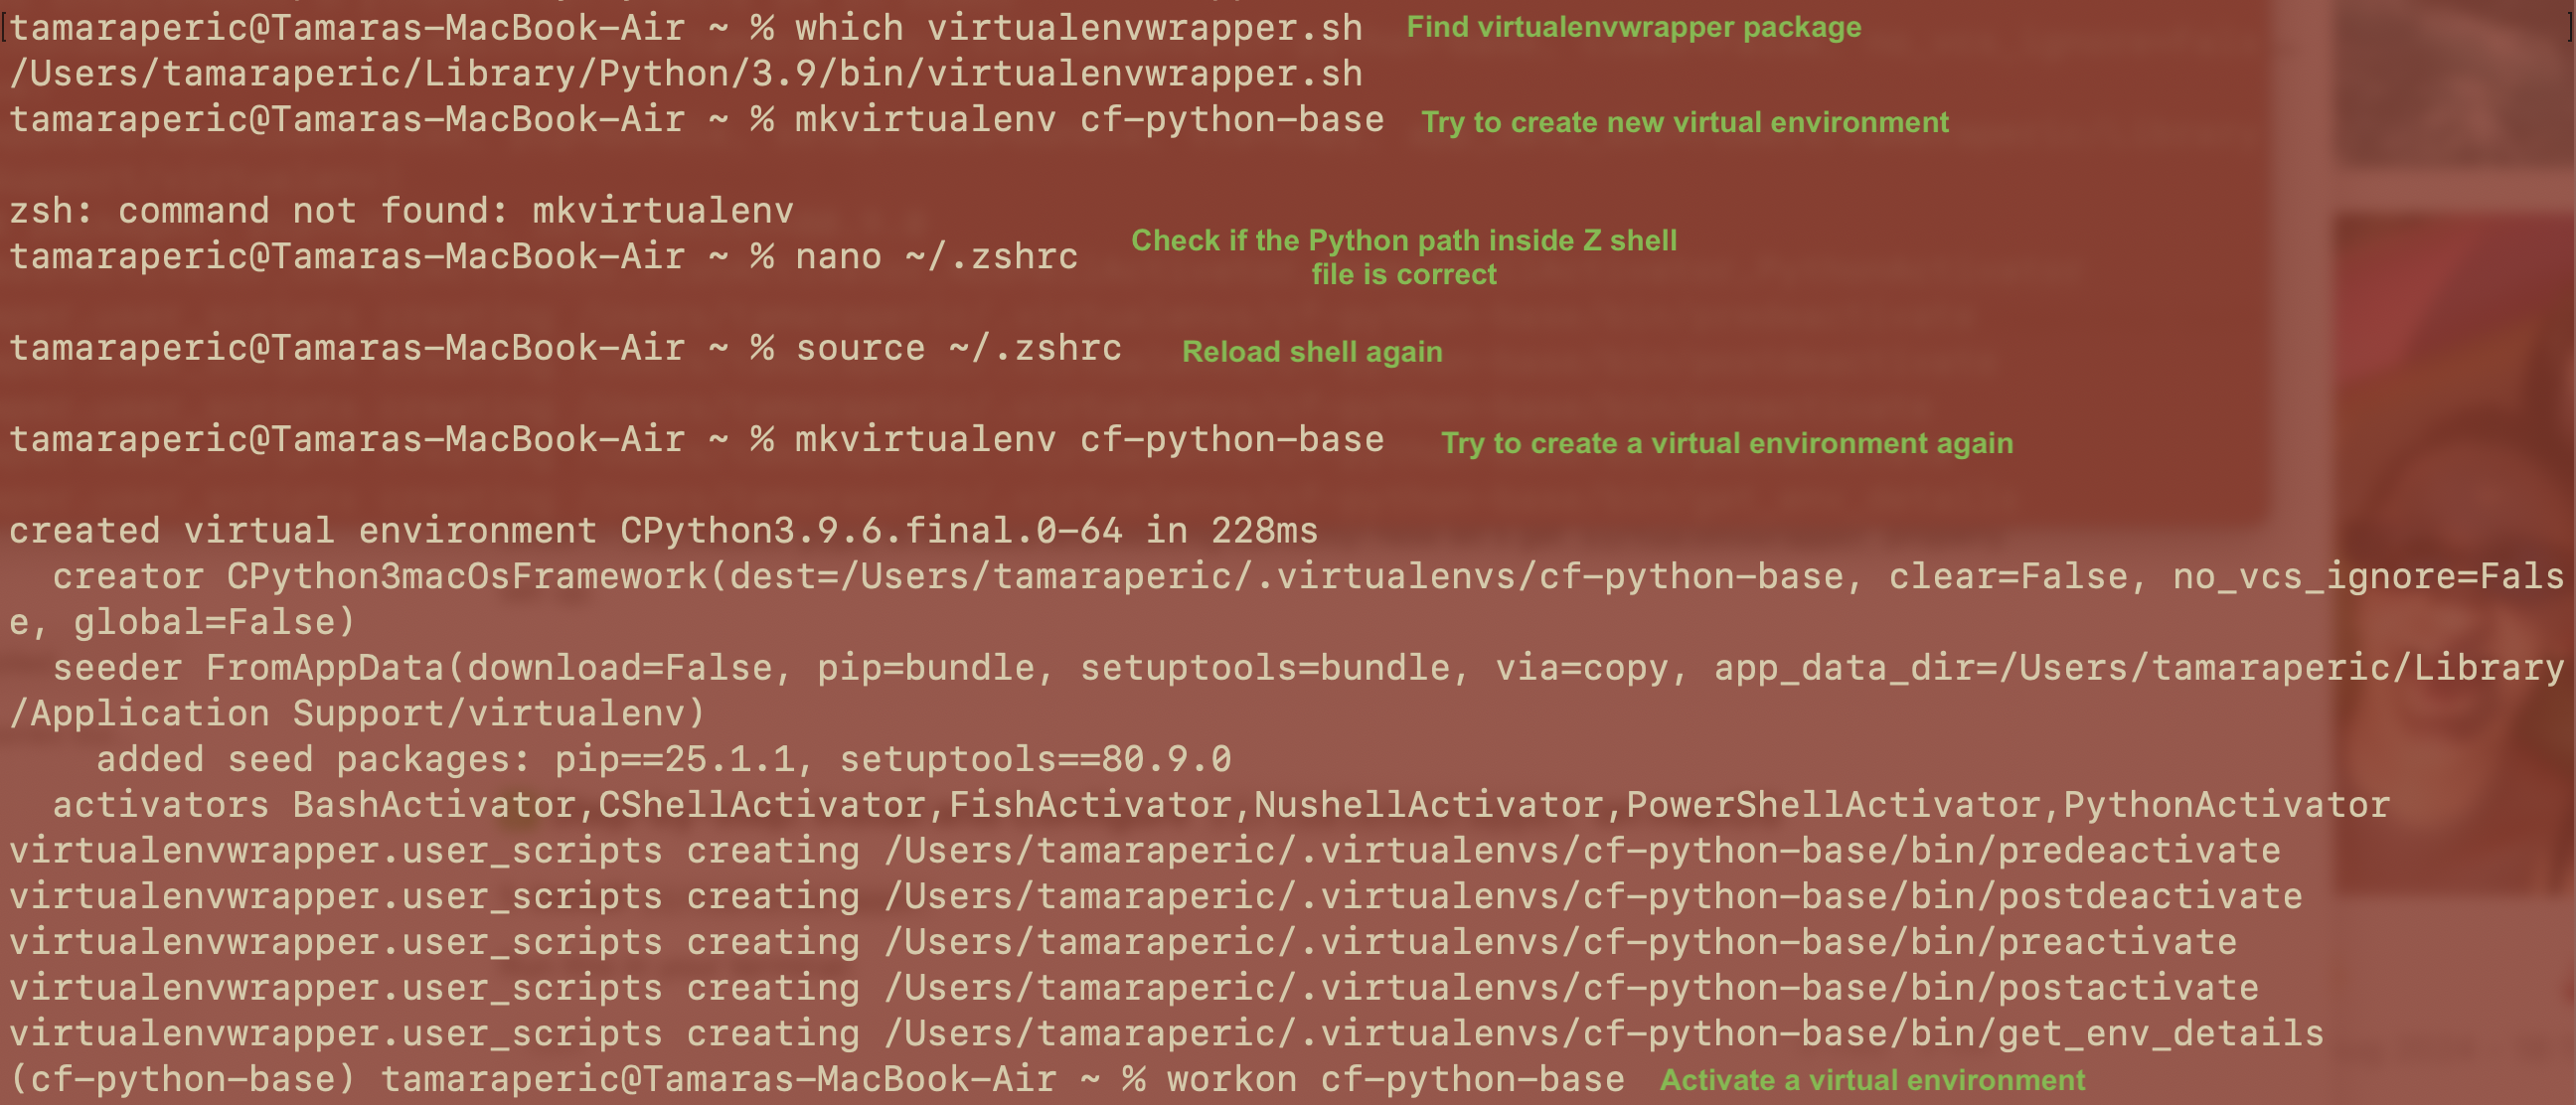 tamaraperic@Tamaras-MacBook-Air ~ % which virtualenvwrapper.sh Find virtualenvwrapper package
/Users/tamaraperic/Library/Python/3.9/bin/virtualenvwrapper.sh
tamaraperic@Tamaras-MacBook-Air ~ % mkvirtualenv cf-python-base Try to create new virtual environment
zsh: command not found: mkvirtualenv
tamaraperic@Tamaras-MacBook-Air ~ % nano ~/.zshrc
Check if the Python path inside Z shell
file is correct
tamaraperic@Tamaras-MacBook-Air ~ % source ~/.zshrc Reload shell again
tamaraperic@Tamaras-MacBook-Air ~ % mkvirtualenv cf-python-base Try to create a virtual environment again
created virtual environment CPython3.9.6.final.0-64 in 228ms
  creator CPython3macOsFramework(dest=/Users/tamaraperic/.virtualenvs/cf-python-base, clear=False, no_vcs_ignore=Fals
e, global=False)
  seeder FromAppData(download=False, pip=bundle, setuptools=bundle, via=copy, app_data_dir=/Users/tamaraperic/Library
/Application Support/virtualenv)
    added seed packages: pip==25.1.1, setuptools==80.9.0
  activators BashActivator,CShellActivator,FishActivator,NushellActivator,PowerShellActivator,PythonActivator
virtualenvwrapper.user_scripts creating /Users/tamaraperic/.virtualenvs/cf-python-base/bin/predeactivate
virtualenvwrapper.user_scripts creating /Users/tamaraperic/.virtualenvs/cf-python-base/bin/postdeactivate
virtualenvwrapper.user_scripts creating /Users/tamaraperic/.virtualenvs/cf-python-base/bin/preactivate
virtualenvwrapper.user_scripts creating /Users/tamaraperic/.virtualenvs/cf-python-base/bin/postactivate
virtualenvwrapper.user_scripts creating /Users/tamaraperic/.virtualenvs/cf-python-base/bin/get_env_details
(cf-python-base) tamaraperic@Tamaras-MacBook-Air ~ % workon cf-python-base Activate a virtual environment